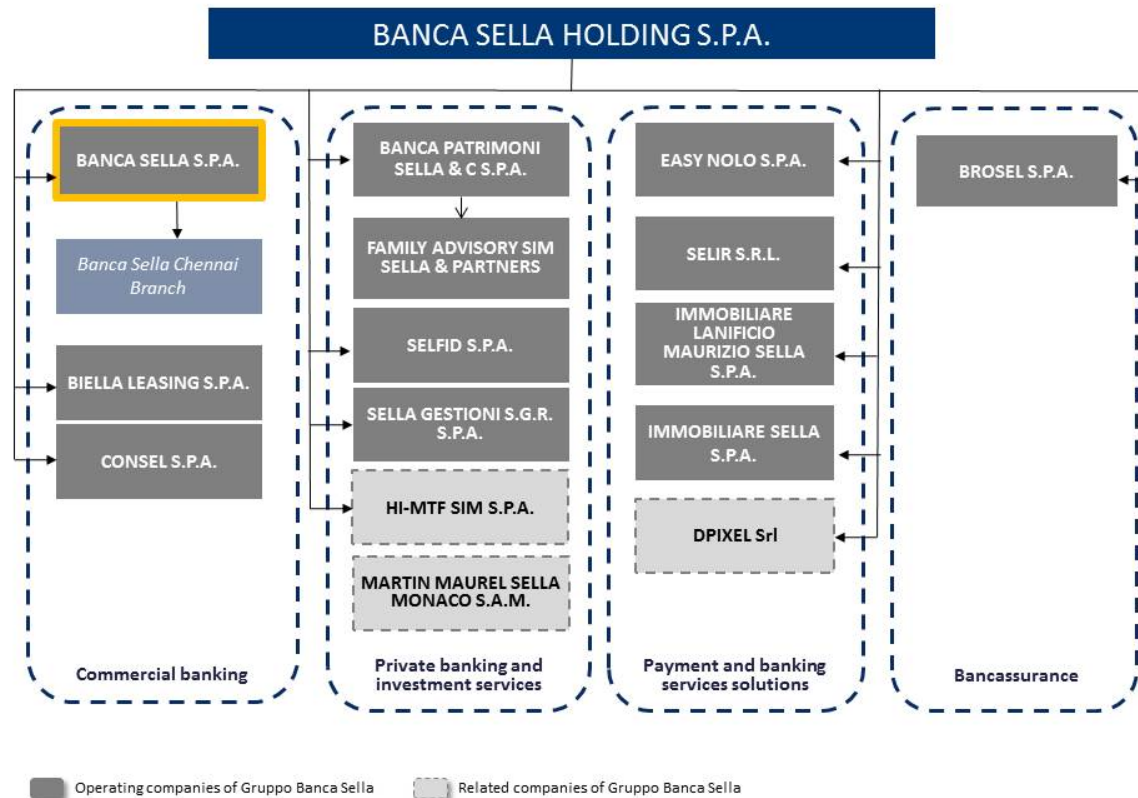 BANCA SELLA HOLDING S.P.A.
BANCA SELLA S.P.A.
Banca Sella Chennai
Branch
BIELLA LEASING S.P.A.
CONSEL S.P.A.
Commercial banking
BANCA PATRIMONI
SELLA & C S.P.A.
FAMILY ADVISORY SIM
SELLA & PARTNERS
SELFID S.P.A.
SELLA GESTIONI S.G.R.
S.P.A.
HI-MTF SIM S.P.A.
MARTIN MAUREL SELLA
MONACO S.A.M.
Private banking and
investment services
EASY NOLO S.P.A.
SELIR S.R.L.
IMMOBILIARE
LANIFICIO
MAURIZIO SELLA
S.P.A.
IMMOBILIARE SELLA
S.P.A.
DPIXEL Srl
Payment and banking
services solutions
BROSEL S.P.A.
Bancassurance
Operating companies of Gruppo Banca Sella
Related companies of Gruppo Banca Sella